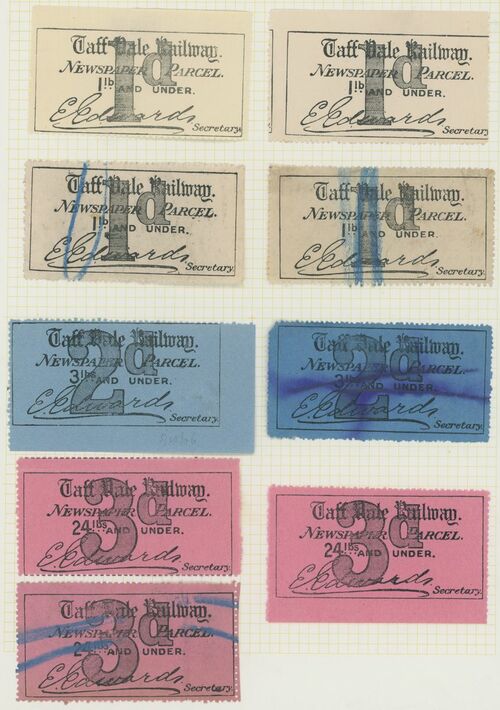 Taff Vale Railway.
NEWSPAPER PARCEL.
1lb AND UNDER.
1d
E. Edwards
Secretary.
Taff Vale Railway.
NEWSPAPER PARCEL.
1lb AND UNDER.
1d
E. Edwards
Secretary
Taff Vale Railway.
NEWSPAPER PARCEL.
1lb AND UNDER.
1d
E. Edwards
Secretary.
Taff Vale Railway.
NEWSPAPER PARCEL.
1lb AND UNDER.
1d
E. Edwards
Secretary.
Taff Vale Railway.
NEWSPAPER PARCEL.
3lbs AND UNDER.
2d
E. Edwards
Secretary.
Taff Vale Railway.
NEWSPAPER PARCEL.
3lbs AND UNDER.
2d
E. Edwards
Secretary.
Taff Vale Railway.
NEWSPAPER PARCEL.
24lbs AND UNDER.
3d
E. Edwards
Secretary.
Taff Vale Railway.
NEWSPAPER PARCEL.
24lbs AND UNDER.
3d
E. Edwards
Secretary.
Taff Vale Railway.
NEWSPAPER PARCEL.
24lbs AND UNDER.
3d
E. Edwards
Secretary.